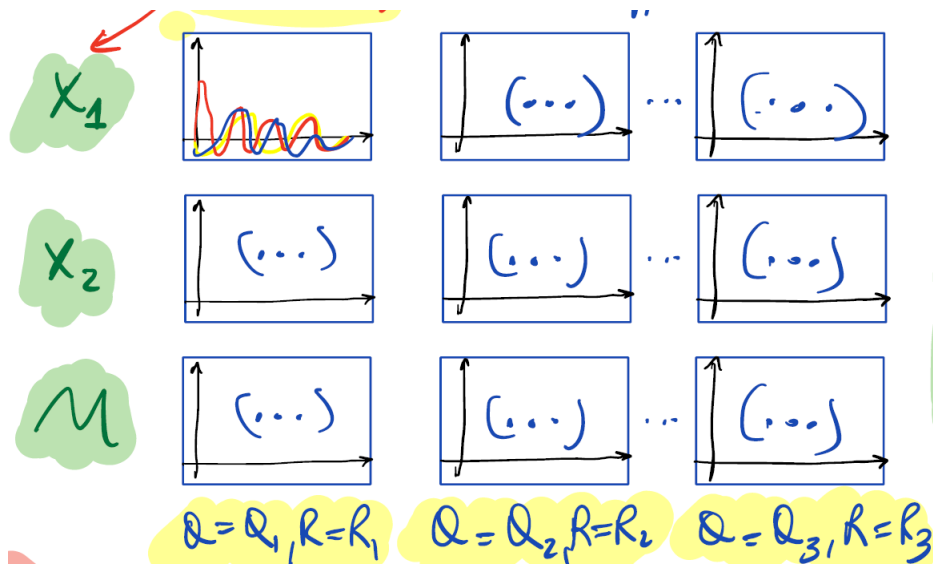 X₁ (...) ... (...)
X₂ (...) (...) ... (...)
M (...) (...) ... (...)
Q = Q₁, R = R₁ Q = Q₂, R = R₂ Q = Q₃, R = R₃